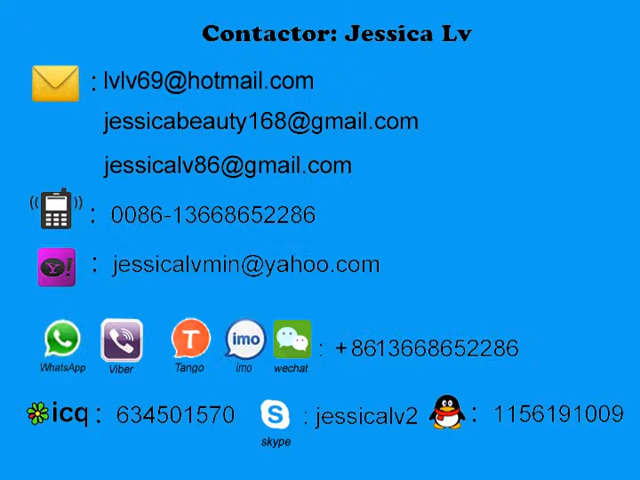 Contactor: Jessica Lv
: lvlv69@hotmail.com
jessicabeauty168@gmail.com
jessicalv86@gmail.com
: 0086-13668652286
Y! : jessicalvmin@yahoo.com
imo : +8613668652286
WhatsApp Viber Tango imo wechat
icq : 634501570 S : jessicalv2 : 1156191009
skype